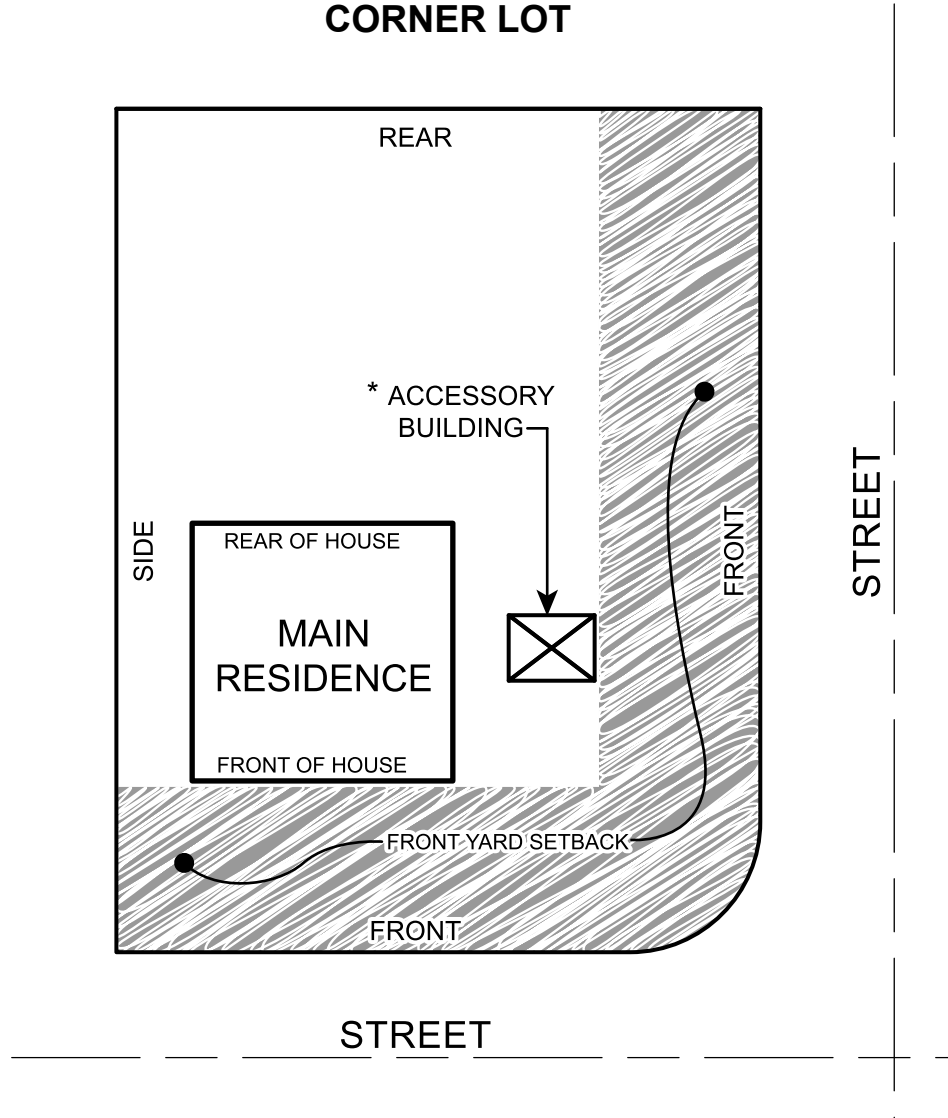 CORNER LOT
REAR
* ACCESSORY
BUILDING
STREET
FRONT
SIDE
REAR OF HOUSE
MAIN
RESIDENCE
FRONT OF HOUSE
FRONT YARD SETBACK
FRONT
STREET